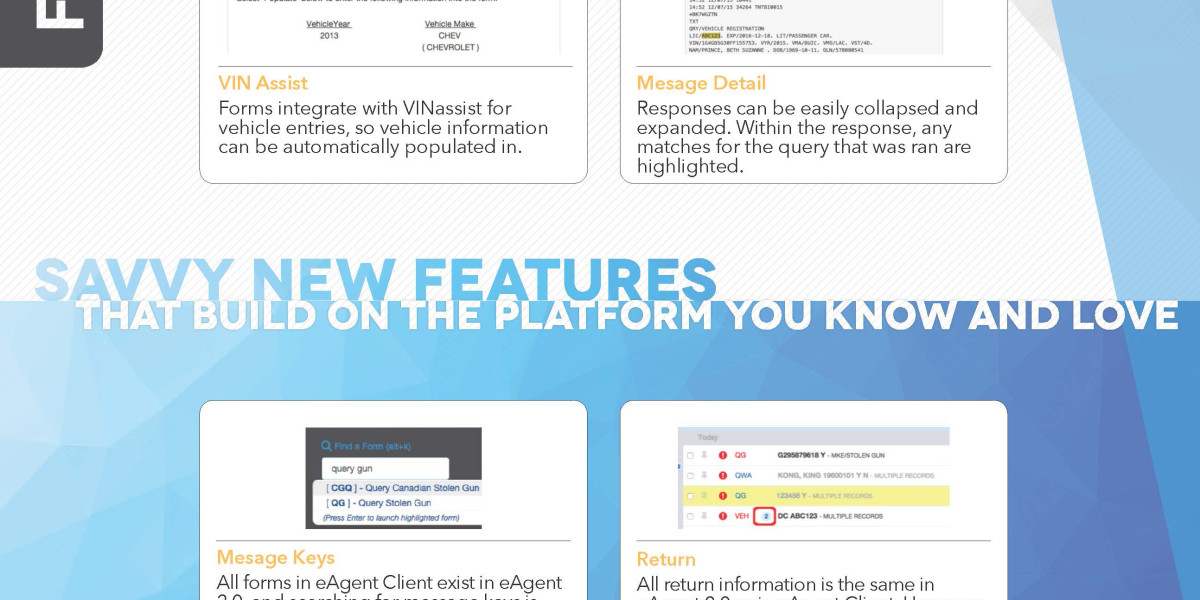 F
VehicleYear
Vehicle Make
2013
CHEV
( CHEVROLET )
14:52 12/07/15 34264 TNTBI0015
TXT
QRY/VEHICLE REGISTRATION
LIC/ABC123. EXP/2016-12-10. LIT/PASSENGER CAR.
VIN Assist
Forms integrate with VINassist for
vehicle entries, so vehicle information
can be automatically populated in.
Mesage Detail
Responses can be easily collapsed and
expanded. Within the response, any
matches for the query that was ran are
highlighted.
SAVVY NEW FEATURES
THAT BUILD ON THE PLATFORM YOU KNOW AND LOVE
Find a Form (alt+k)
query gun
[ CGQ ] - Query Canadian Stolen Gun
[ QG ] - Query Stolen Gun
(Press Enter to launch highlighted form)
Mesage Keys
All forms in eAgent Client exist in eAgent
Today
QG G295879618 Y - MKE/STOLEN GUN
QWA KONG, KING 19600101 Y N - MULTIPLE RECORDS
QG 123456 Y - MULTIPLE RECORDS
VEH 2 DC ABC123 - MULTIPLE RECORDS
Return
All return information is the same in